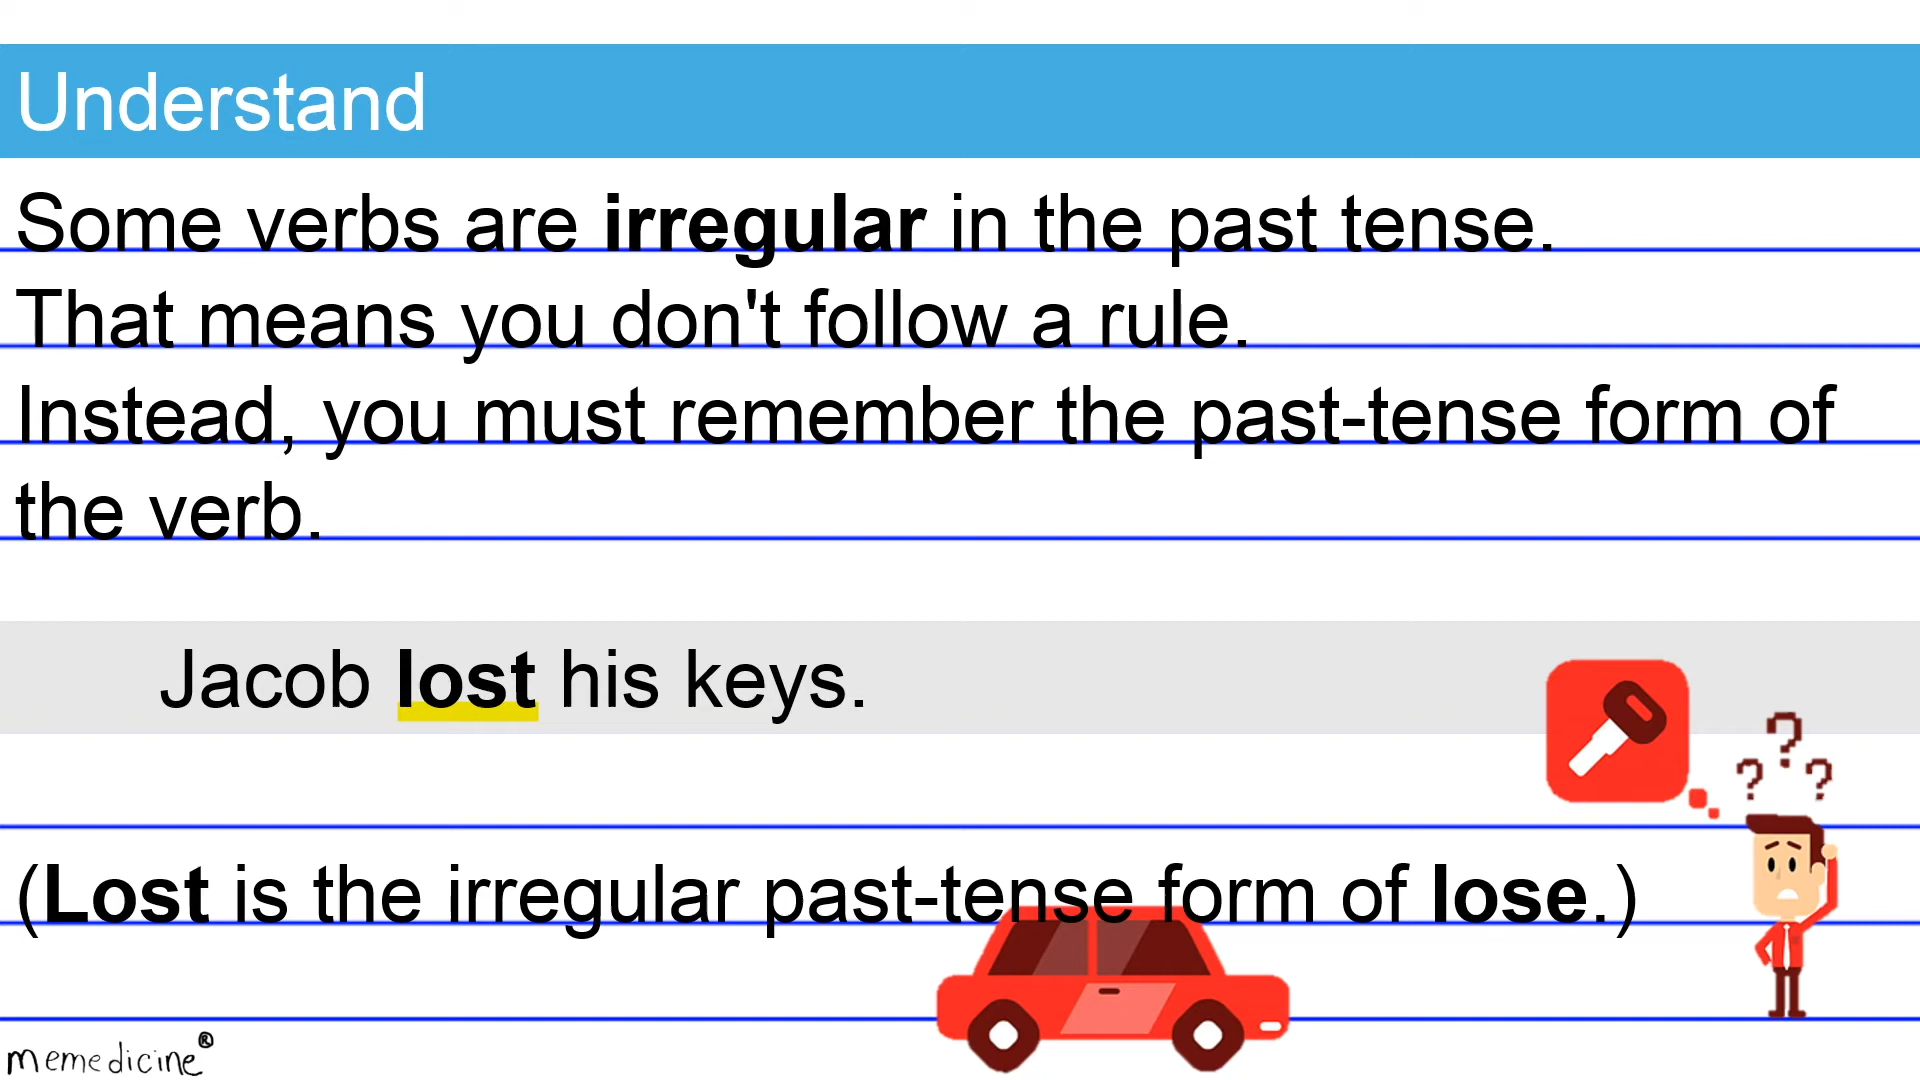 Understand
Some verbs are irregular in the past tense.
That means you don't follow a rule.
Instead, you must remember the past-tense form of
the verb.
Jacob lost his keys.
? ? ?
(Lost is the irregular past-tense form of lose.)
memedicine®